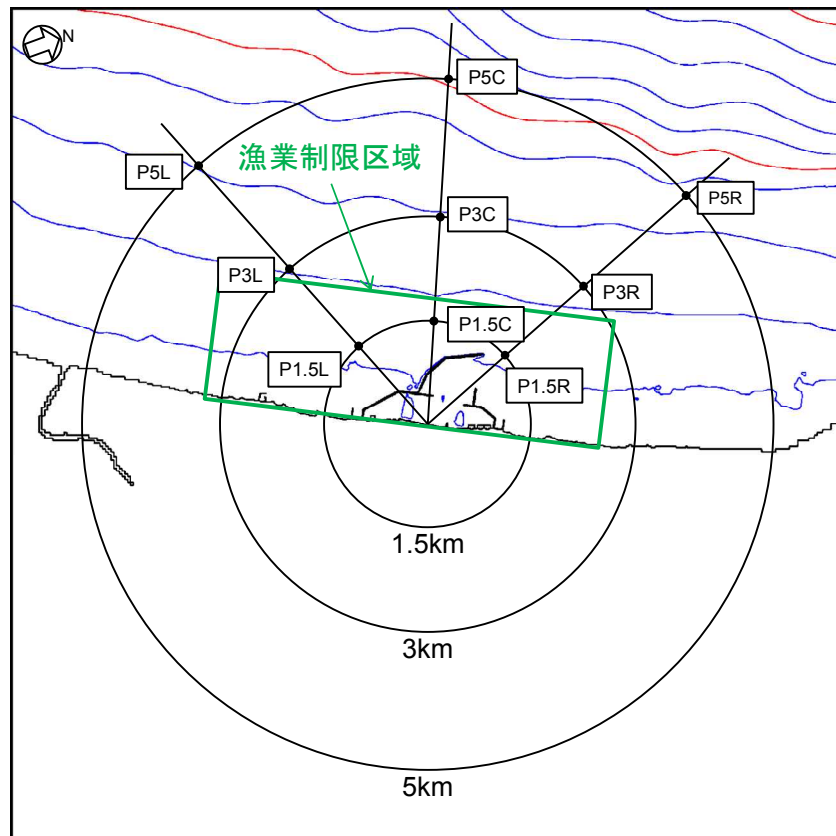 N
P5C
漁業制限区域
P5L
P5R
P3C
P3L
P3R
P1.5C
P1.5L
P1.5R
1.5km
3km
5km